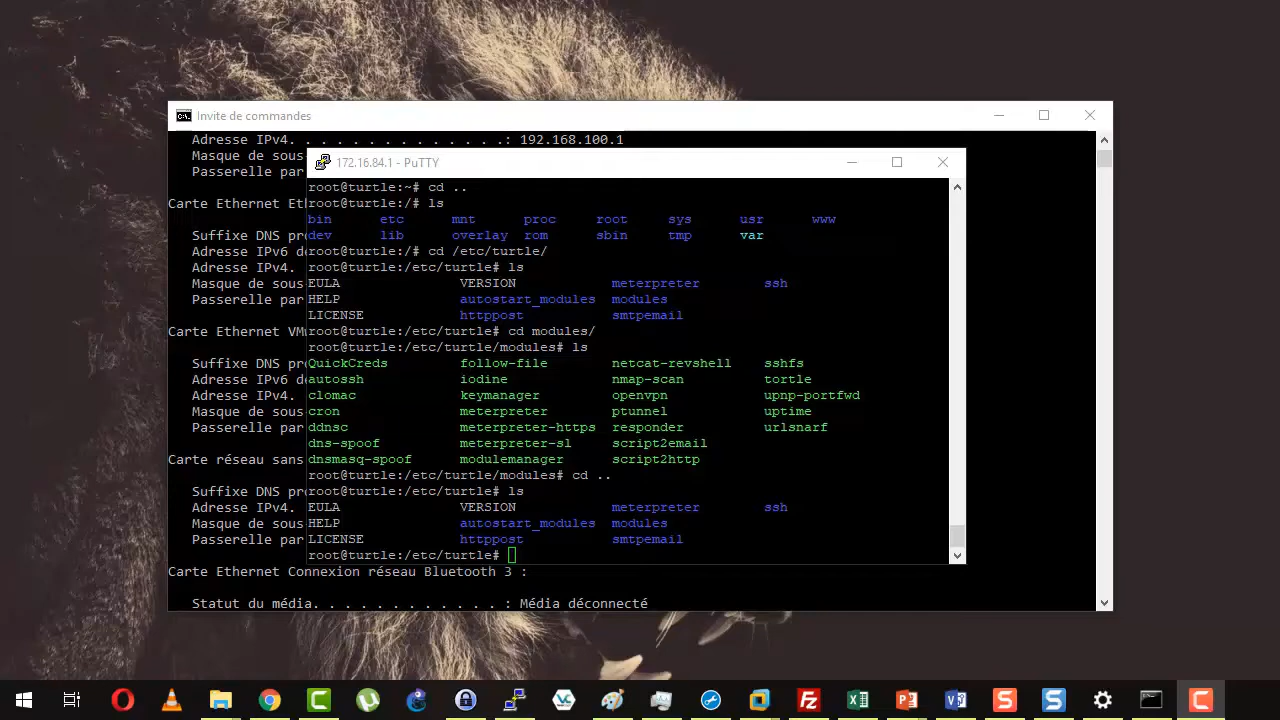 Invite de commandes
Adresse IPv4. . . . . . . . . . . . . .: 192.168.100.1
Masque de sous
Passerelle par
Carte Ethernet Et
Suffixe DNS pr
Adresse IPv6 d
Adresse IPv4.
Masque de sous
Passerelle par
Carte Ethernet VM
Suffixe DNS pr
Adresse IPv6 d
Adresse IPv4.
Masque de sous
Passerelle par
Carte réseau sans
Suffixe DNS pr
Adresse IPv4.
Masque de sous
Passerelle par
Carte Ethernet Connexion réseau Bluetooth 3 :
Statut du média. . . . . . . . . . . . : Média déconnecté
172.16.84.1 - PuTTY
root@turtle:~# cd ..
root@turtle:/# ls
bin etc mnt proc root sys usr www
dev lib overlay rom sbin tmp var
root@turtle:/# cd /etc/turtle/
root@turtle:/etc/turtle# ls
EULA VERSION meterpreter ssh
HELP autostart_modules modules
LICENSE httppost smtpemail
root@turtle:/etc/turtle# cd modules/
root@turtle:/etc/turtle/modules# ls
QuickCreds follow-file netcat-revshell sshfs
autossh iodine nmap-scan tortle
clomac keymanager openvpn upnp-portfwd
cron meterpreter ptunnel uptime
ddnsc meterpreter-https responder urlsnarf
dns-spoof meterpreter-sl script2email
dnsmasq-spoof modulemanager script2http
root@turtle:/etc/turtle/modules# cd ..
root@turtle:/etc/turtle# ls
EULA VERSION meterpreter ssh
HELP autostart_modules modules
LICENSE httppost smtpemail
root@turtle:/etc/turtle#